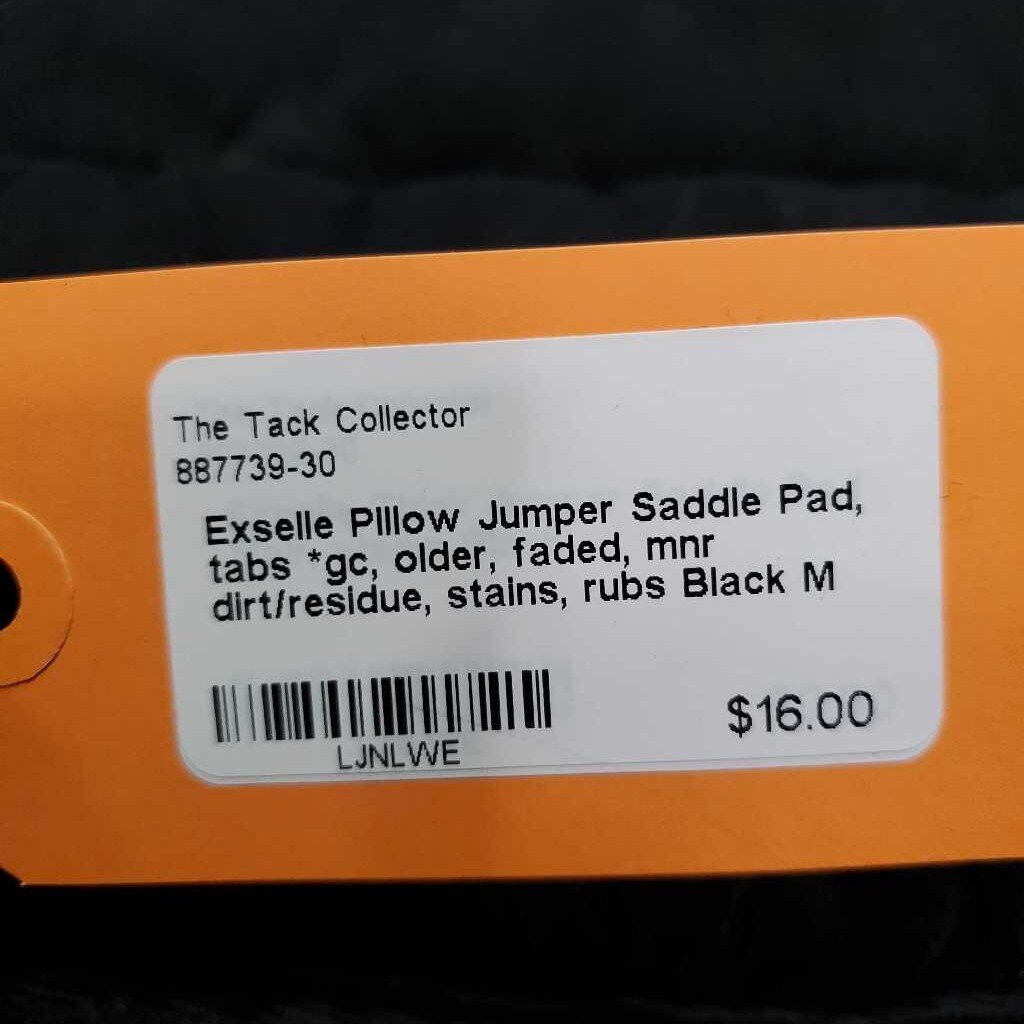 The Tack Collector
887739-30
Exselle Pillow Jumper Saddle Pad,
tabs *gc, older, faded, mnr
dirt/residue, stains, rubs Black M
LJNLWE
$16.00